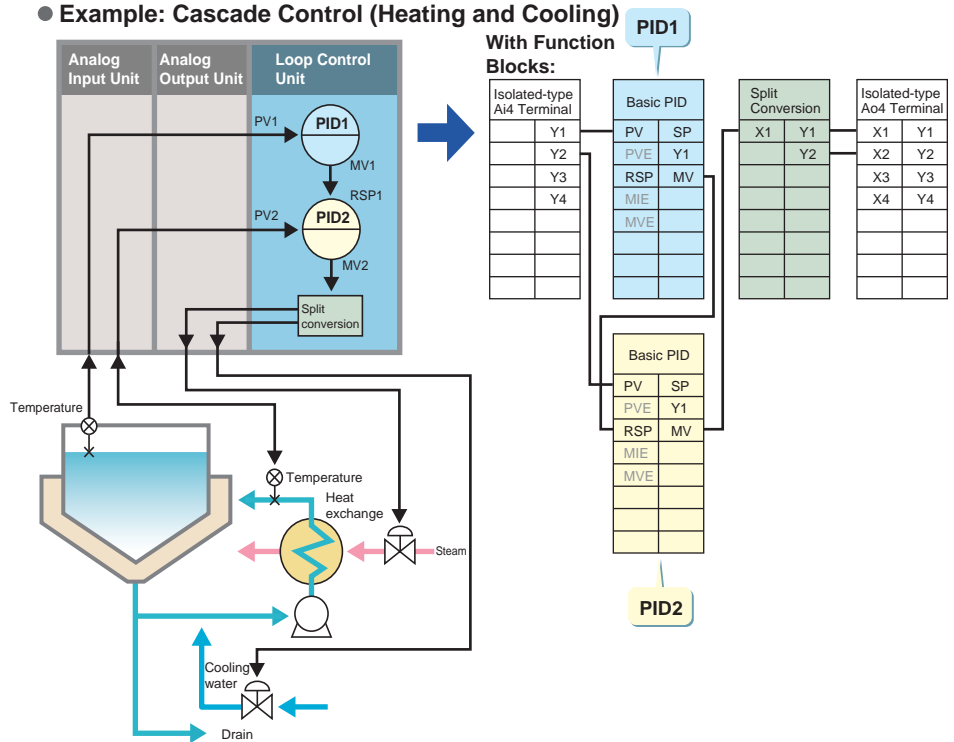 ● Example: Cascade Control (Heating and Cooling)
Analog
Input Unit
Analog
Output Unit
Loop Control
Unit
PV1
PID1
MV1
RSP1
PV2
PID2
MV2
Split
conversion
Temperature
Temperature
Heat
exchange
Steam
Cooling
water
Drain
With Function
Blocks:
PID1
Isolated-type
Ai4 Terminal
Y1
Y2
Y3
Y4
Basic PID
PV SP
PVE Y1
RSP MV
MIE
MVE
Split
Conversion
X1 Y1
Y2
Isolated-type
Ao4 Terminal
X1 Y1
X2 Y2
X3 Y3
X4 Y4
Basic PID
PV SP
PVE Y1
RSP MV
MIE
MVE
PID2